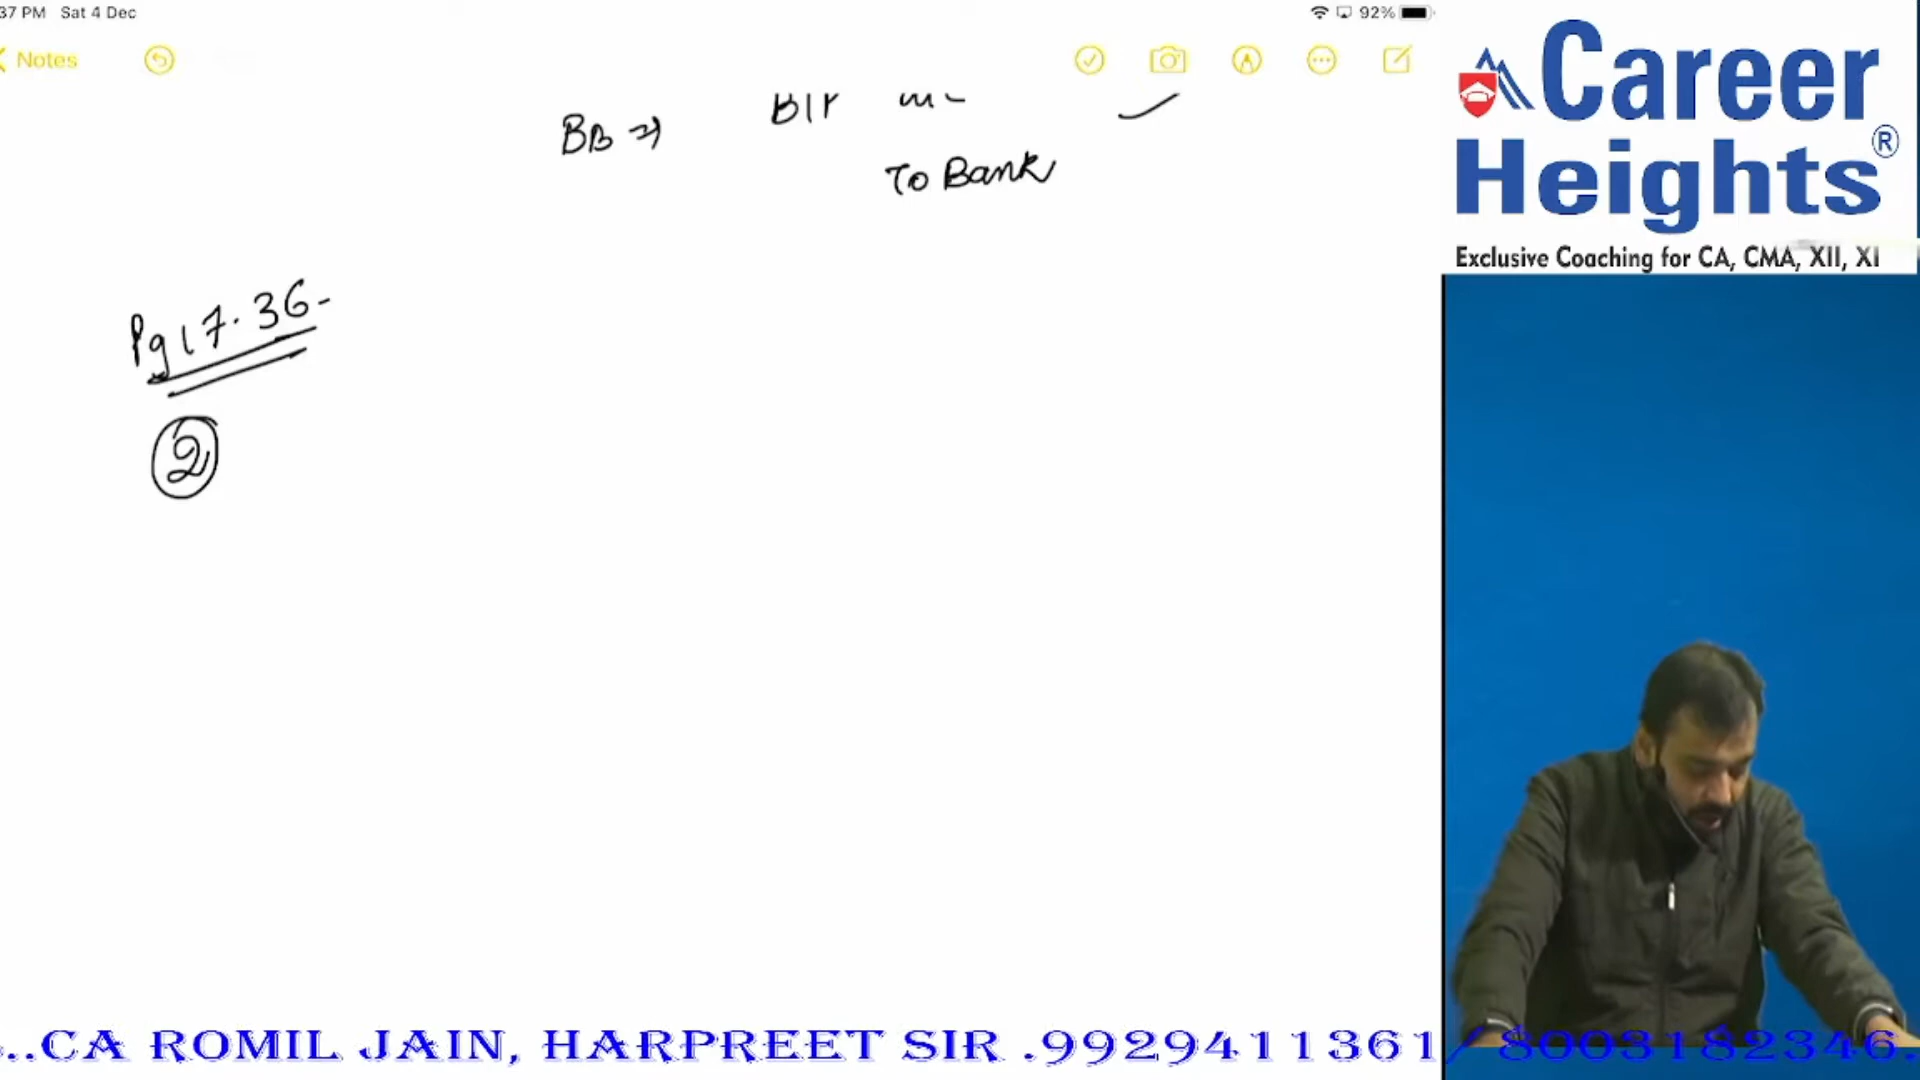 37 PM Sat 4 Dec
92%
Notes
BB ⇒ B/P
To Bank
Pg 17.36-
2
Career
Heights®
Exclusive Coaching for CA, CMA, XII, XI
..CA ROMIL JAIN, HARPREET SIR .9929411361/ 8003182346.